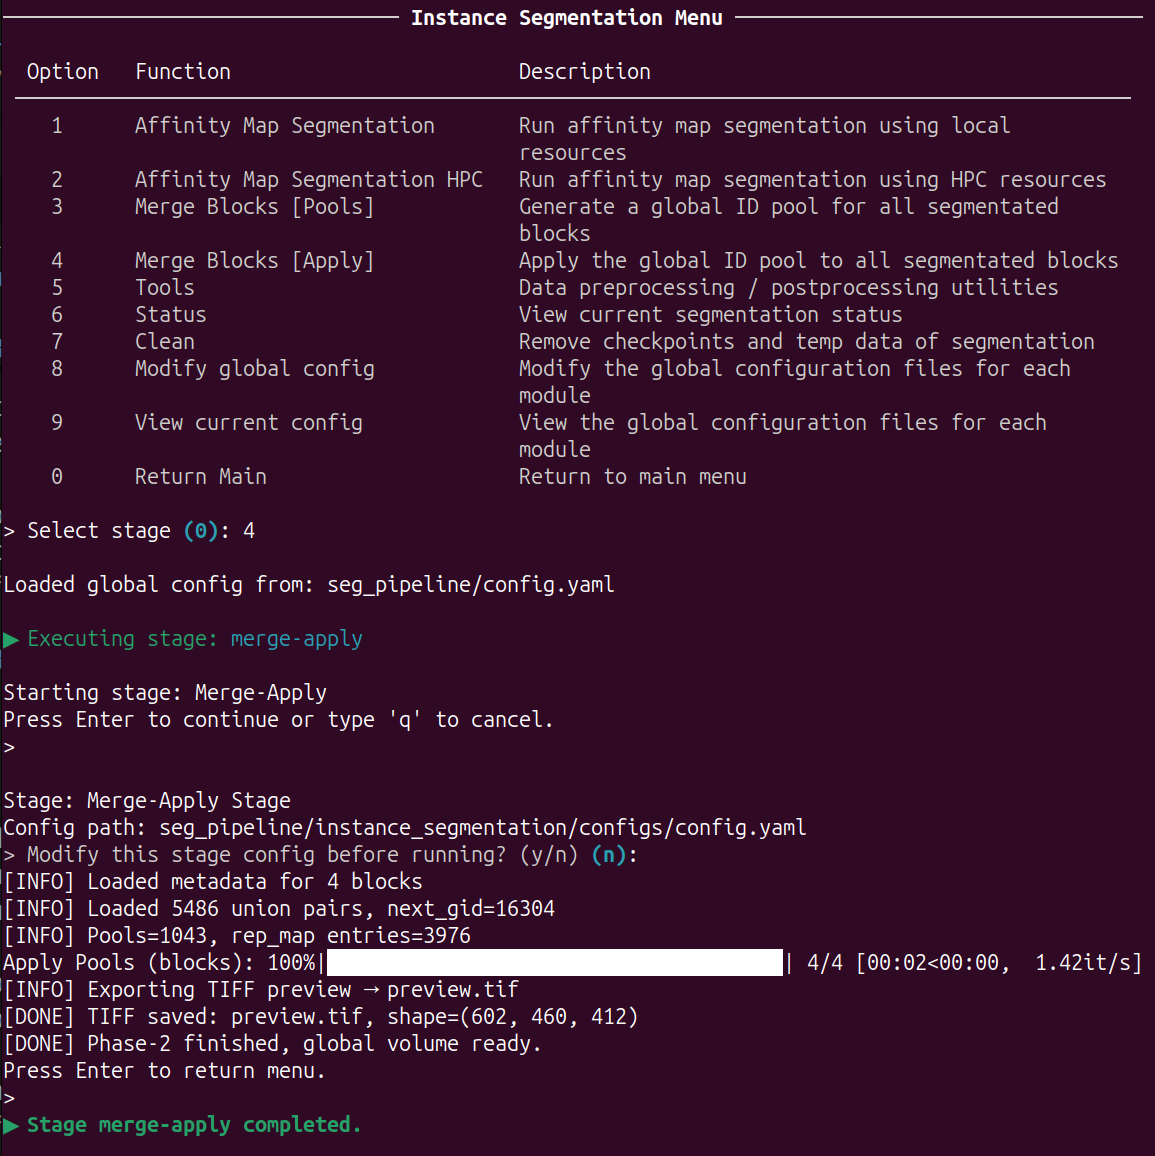 Instance Segmentation Menu
Option Function Description
1 Affinity Map Segmentation Run affinity map segmentation using local
resources
2 Affinity Map Segmentation HPC Run affinity map segmentation using HPC resources
3 Merge Blocks [Pools] Generate a global ID pool for all segmentated
blocks
4 Merge Blocks [Apply] Apply the global ID pool to all segmentated blocks
5 Tools Data preprocessing / postprocessing utilities
6 Status View current segmentation status
7 Clean Remove checkpoints and temp data of segmentation
8 Modify global config Modify the global configuration files for each
module
9 View current config View the global configuration files for each
module
0 Return Main Return to main menu
> Select stage (0): 4
Loaded global config from: seg_pipeline/config.yaml
▶ Executing stage: merge-apply
Starting stage: Merge-Apply
Press Enter to continue or type 'q' to cancel.
>
Stage: Merge-Apply Stage
Config path: seg_pipeline/instance_segmentation/configs/config.yaml
> Modify this stage config before running? (y/n) (n):
[INFO] Loaded metadata for 4 blocks
[INFO] Loaded 5486 union pairs, next_gid=16304
[INFO] Pools=1043, rep_map entries=3976
Apply Pools (blocks): 100%| | 4/4 [00:02<00:00, 1.42it/s]
[INFO] Exporting TIFF preview → preview.tif
[DONE] TIFF saved: preview.tif, shape=(602, 460, 412)
[DONE] Phase-2 finished, global volume ready.
Press Enter to return menu.
>
▶ Stage merge-apply completed.